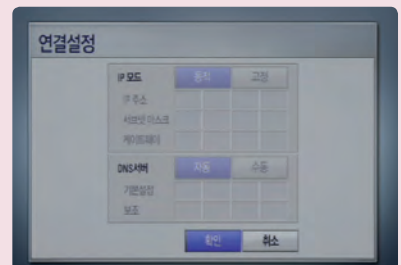 연결설정
IP 모드 동적 고정
IP 주소
서브넷 마스크
게이트웨이
DNS서버 자동 수동
기본설정
보조
확인 취소